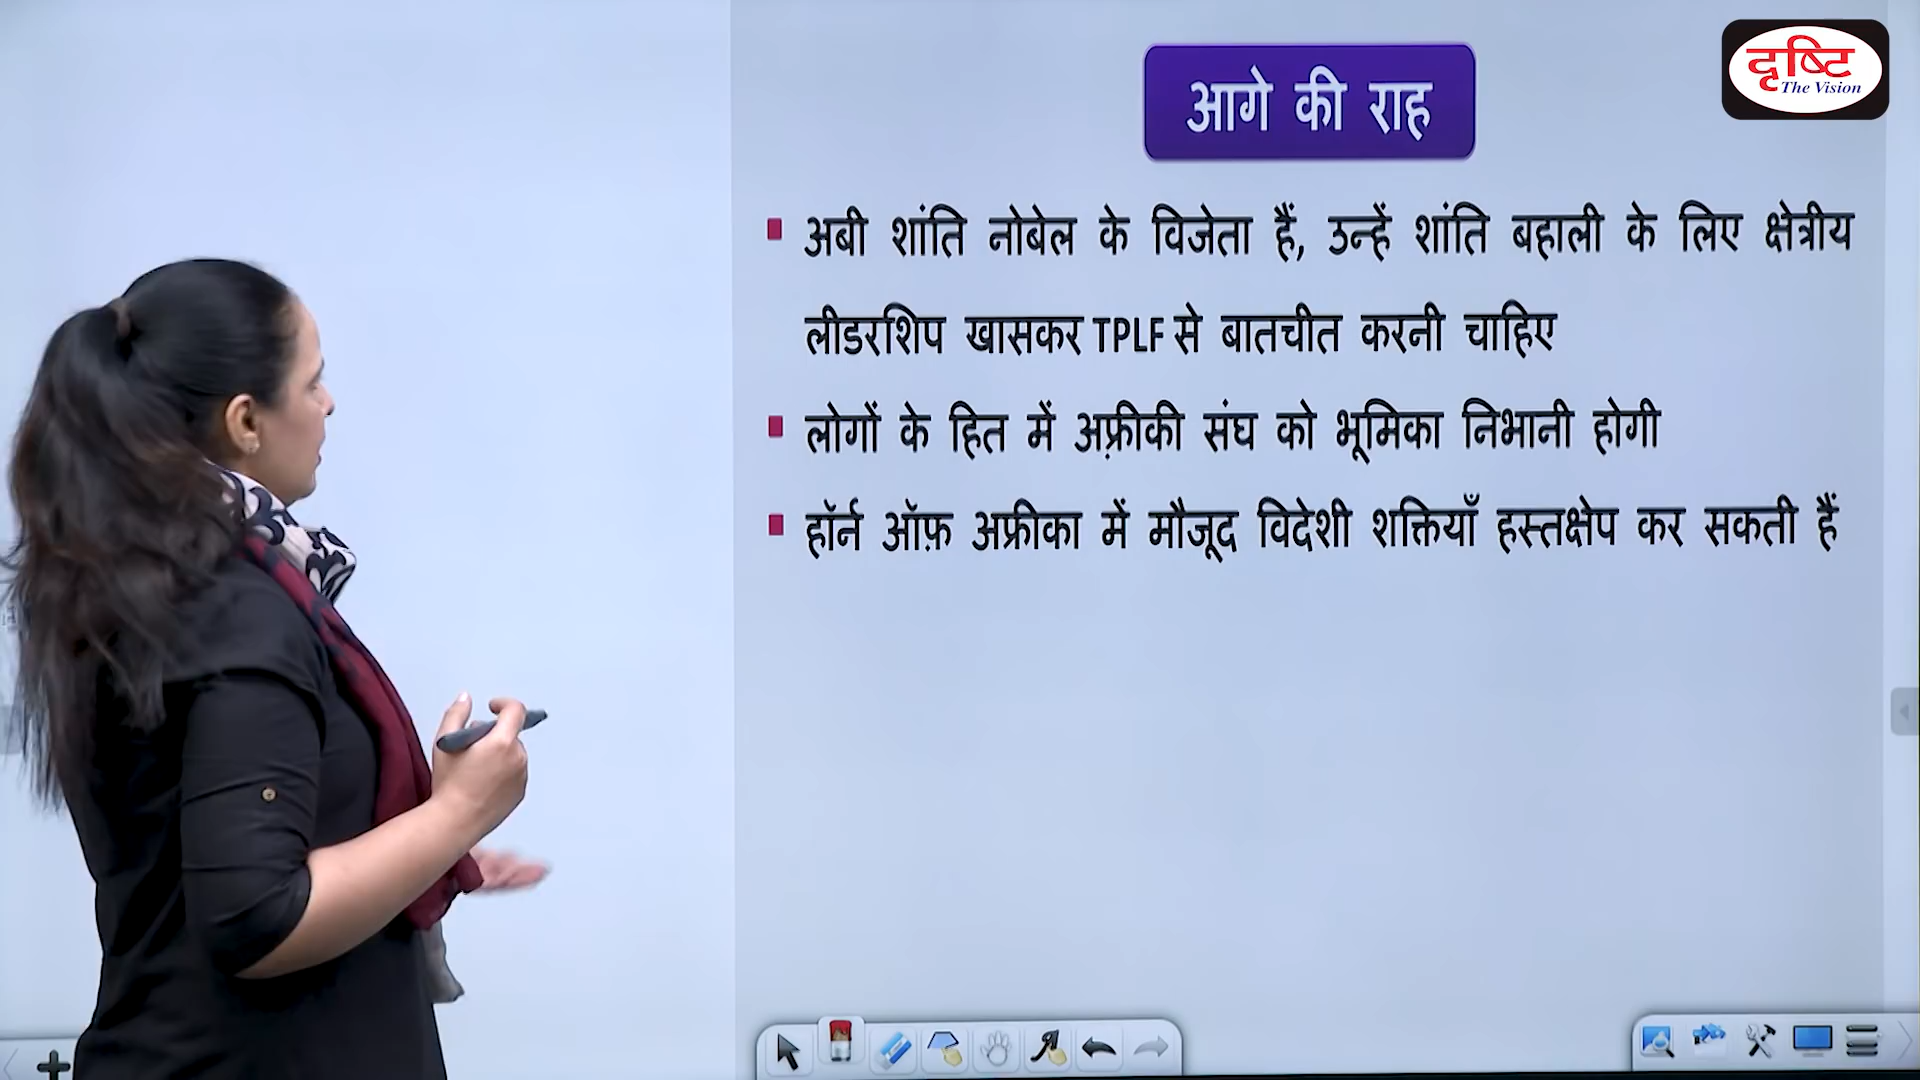 दृष्टि
The Vision
आगे की राह
अबी शांति नोबेल के विजेता हैं, उन्हें शांति बहाली के लिए क्षेत्रीय
लीडरशिप खासकर TPLF से बातचीत करनी चाहिए
लोगों के हित में अफ़्रीकी संघ को भूमिका निभानी होगी
हॉर्न ऑफ़ अफ्रीका में मौजूद विदेशी शक्तियाँ हस्तक्षेप कर सकती हैं